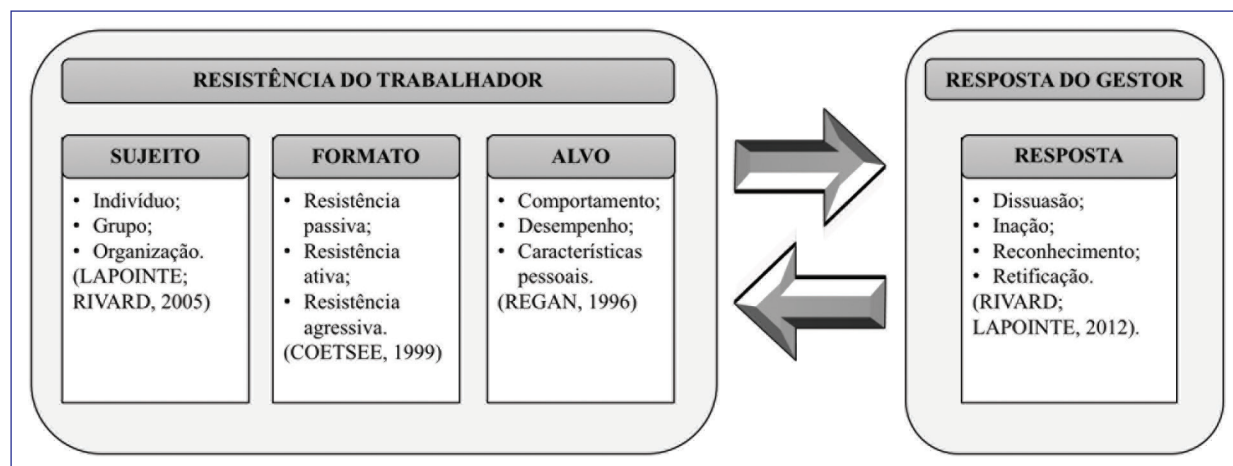 RESISTÊNCIA DO TRABALHADOR
SUJEITO
• Indivíduo;
• Grupo;
• Organização.
(LAPOINTE;
RIVARD, 2005)
FORMATO
• Resistência
passiva;
• Resistência
ativa;
• Resistência
agressiva.
(COETSEE, 1999)
ALVO
• Comportamento;
• Desempenho;
• Características
pessoais.
(REGAN, 1996)
RESPOSTA DO GESTOR
RESPOSTA
• Dissuasão;
• Inação;
• Reconhecimento;
• Retificação.
(RIVARD;
LAPOINTE, 2012).